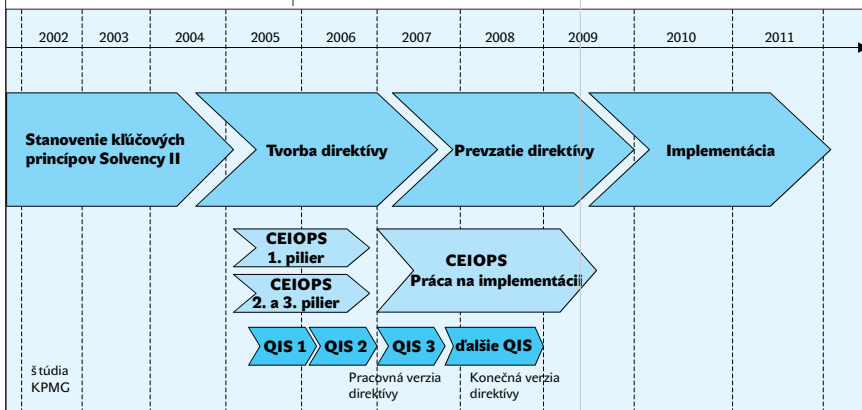 2002 2003 2004 2005 2006 2007 2008 2009 2010 2011
Stanovenie kľúčových
princípov Solvency II
Tvorba direktívy
Prevzatie direktívy
Implementácia
CEIOPS
1. pilier
CEIOPS
2. a 3. pilier
CEIOPS
Práca na implementácii
QIS 1
QIS 2
QIS 3
ďalšie QIS
štúdia
KPMG
Pracovná verzia
direktívy
Konečná verzia
direktívy